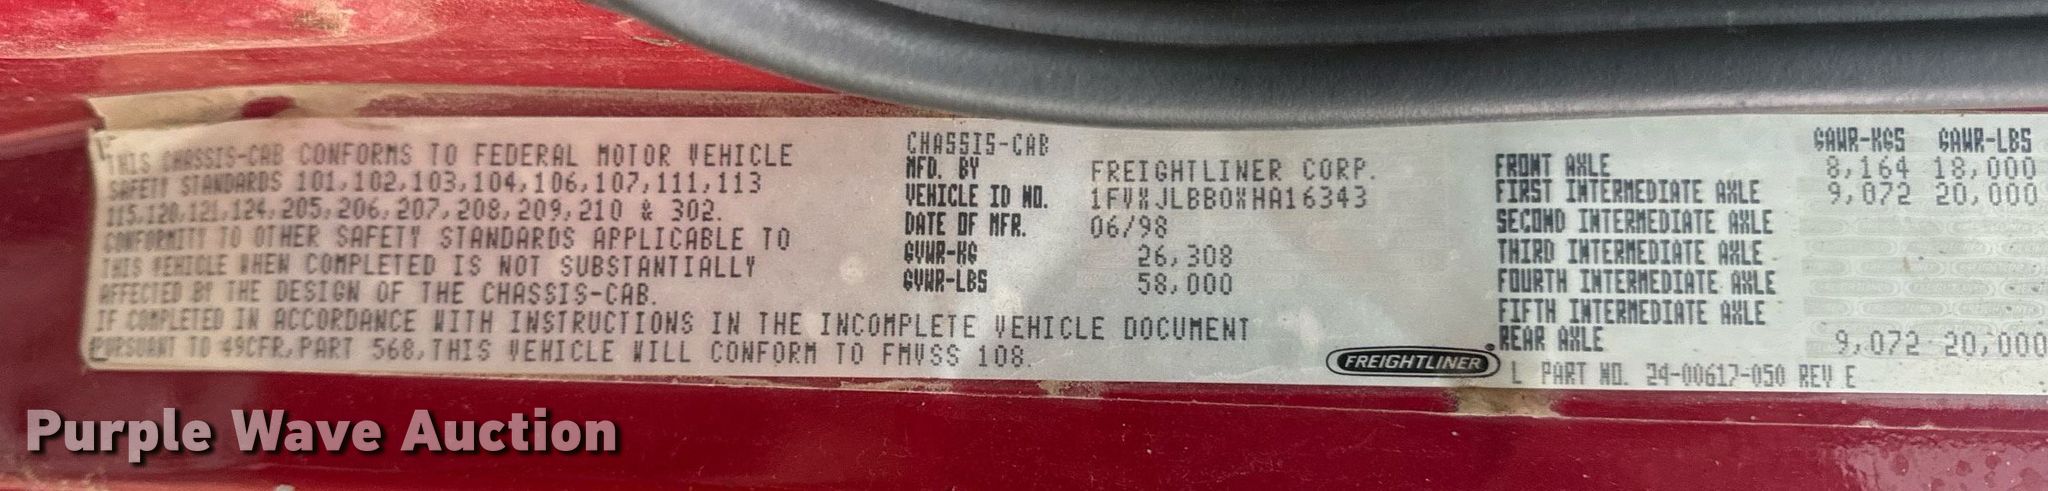 THIS CHASSIS-CAB CONFORMS TO FEDERAL MOTOR VEHICLE
SAFETY STANDARDS 101,102,103,104,106,107,111,113
115,120,121,124,205,206,207,208,209,210 & 302.
CONFORMITY TO OTHER SAFETY STANDARDS APPLICABLE TO
THIS VEHICLE WHEN COMPLETED IS NOT SUBSTANTIALLY
AFFECTED BY THE DESIGN OF THE CHASSIS-CAB.
IF COMPLETED IN ACCORDANCE WITH INSTRUCTIONS IN THE INCOMPLETE VEHICLE DOCUMENT
PURSUANT TO 49CFR,PART 568,THIS VEHICLE WILL CONFORM TO FMVSS 108.
CHASSIS-CAB
MFD. BY FREIGHTLINER CORP.
VEHICLE ID NO. 1FVXJLBB0XHA16343
DATE OF MFR. 06/98
GVWR-KG 26,308
GVWR-LBS 58,000
FREIGHTLINER®
GAWR-KGS GAWR-LBS
FRONT AXLE 8,164 18,000
FIRST INTERMEDIATE AXLE 9,072 20,000
SECOND INTERMEDIATE AXLE
THIRD INTERMEDIATE AXLE
FOURTH INTERMEDIATE AXLE
FIFTH INTERMEDIATE AXLE
REAR AXLE 9,072 20,000
L PART NO. 24-00617-050 REV E
Purple Wave Auction